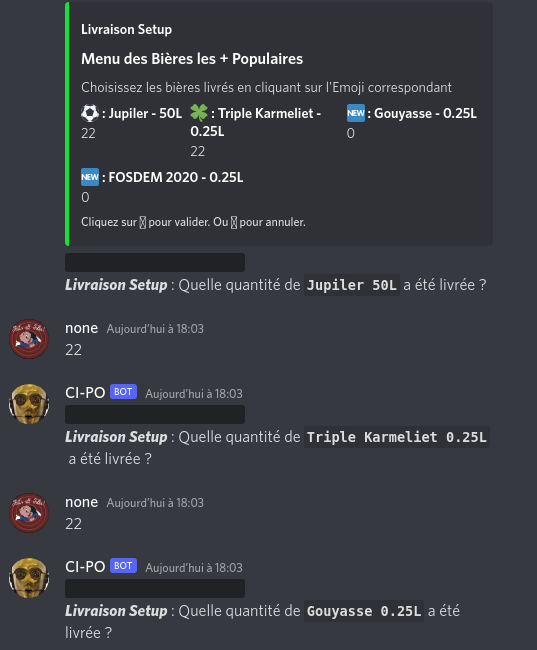 Livraison Setup
Menu des Bières les + Populaires
Choisissez les bières livrés en cliquant sur l'Emoji correspondant
: Jupiler - 50L
22
: Triple Karmeliet -
0.25L
22
NEW : Gouyasse - 0.25L
0
NEW : FOSDEM 2020 - 0.25L
0
Cliquez sur pour valider. Ou pour annuler.
Livraison Setup : Quelle quantité de Jupiler 50L a été livrée ?
none Aujourd'hui à 18:03
22
CI-PO BOT Aujourd'hui à 18:03
Livraison Setup : Quelle quantité de Triple Karmeliet 0.25L
a été livrée ?
none Aujourd'hui à 18:03
22
CI-PO BOT Aujourd'hui à 18:03
Livraison Setup : Quelle quantité de Gouyasse 0.25L a été
livrée ?